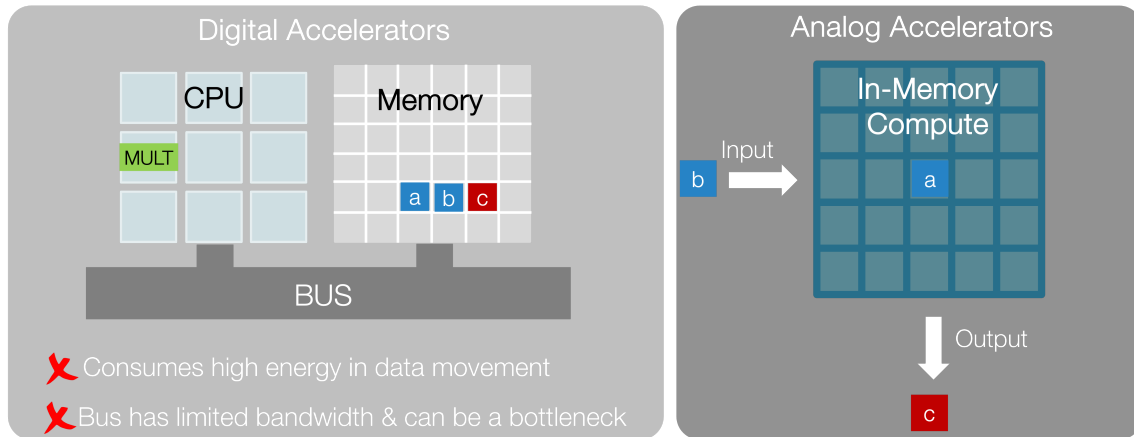 Digital Accelerators
CPU
Memory
MULT
a b c
BUS
Consumes high energy in data movement
Bus has limited bandwidth & can be a bottleneck
Analog Accelerators
In-Memory
Compute
Input
b
a
Output
c